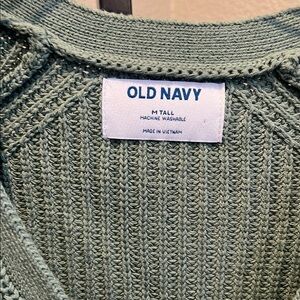 OLD NAVY
M TALL
MACHINE WASHABLE
MADE IN VIETNAM